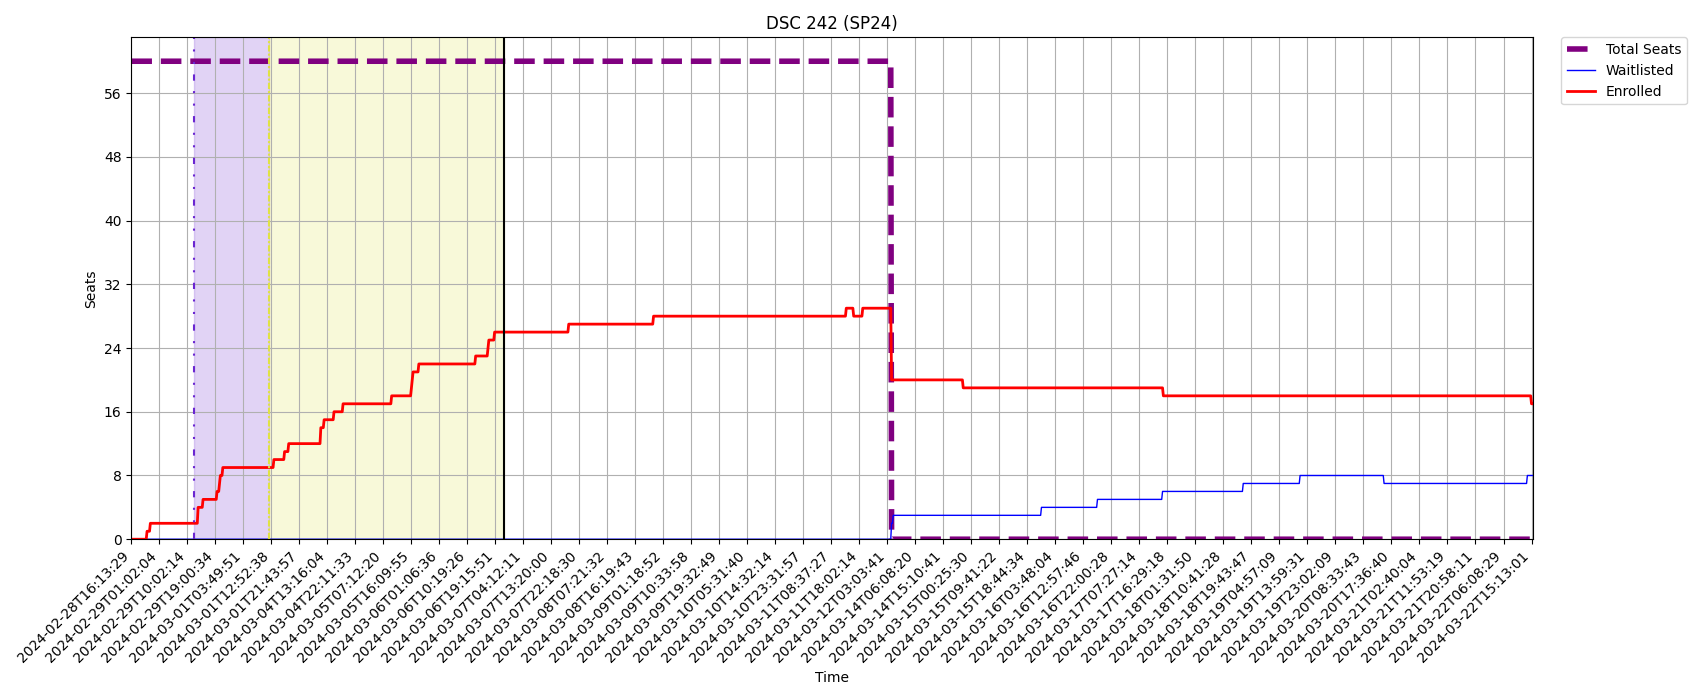 DSC 242 (SP24)
Total Seats
Waitlisted
Enrolled
Seats
56
48
40
32
24
16
8
0
2024-02-28T16:13:29
2024-02-29T01:02:04
2024-02-29T10:02:14
2024-02-29T19:00:34
2024-03-01T03:49:51
2024-03-01T12:52:38
2024-03-01T21:43:57
2024-03-04T13:16:04
2024-03-04T22:11:33
2024-03-05T07:12:20
2024-03-05T16:09:55
2024-03-06T01:06:36
2024-03-06T10:19:26
2024-03-06T19:15:51
2024-03-07T04:12:11
2024-03-07T13:20:00
2024-03-07T22:18:30
2024-03-08T07:21:32
2024-03-08T16:19:43
2024-03-09T01:18:52
2024-03-09T10:33:58
2024-03-09T19:32:49
2024-03-10T05:31:40
2024-03-10T14:32:14
2024-03-10T23:31:57
2024-03-11T08:37:27
2024-03-11T18:02:14
2024-03-12T03:03:41
2024-03-14T06:08:20
2024-03-14T15:10:41
2024-03-15T00:25:30
2024-03-15T09:41:22
2024-03-15T18:44:34
2024-03-16T03:48:04
2024-03-16T12:57:46
2024-03-16T22:00:28
2024-03-17T07:27:14
2024-03-17T16:29:18
2024-03-18T01:31:50
2024-03-18T10:41:28
2024-03-18T19:43:47
2024-03-19T04:57:09
2024-03-19T13:59:31
2024-03-19T23:02:09
2024-03-20T08:33:43
2024-03-20T17:36:40
2024-03-21T02:40:04
2024-03-21T11:53:19
2024-03-21T20:58:11
2024-03-22T06:08:29
2024-03-22T15:13:01
Time